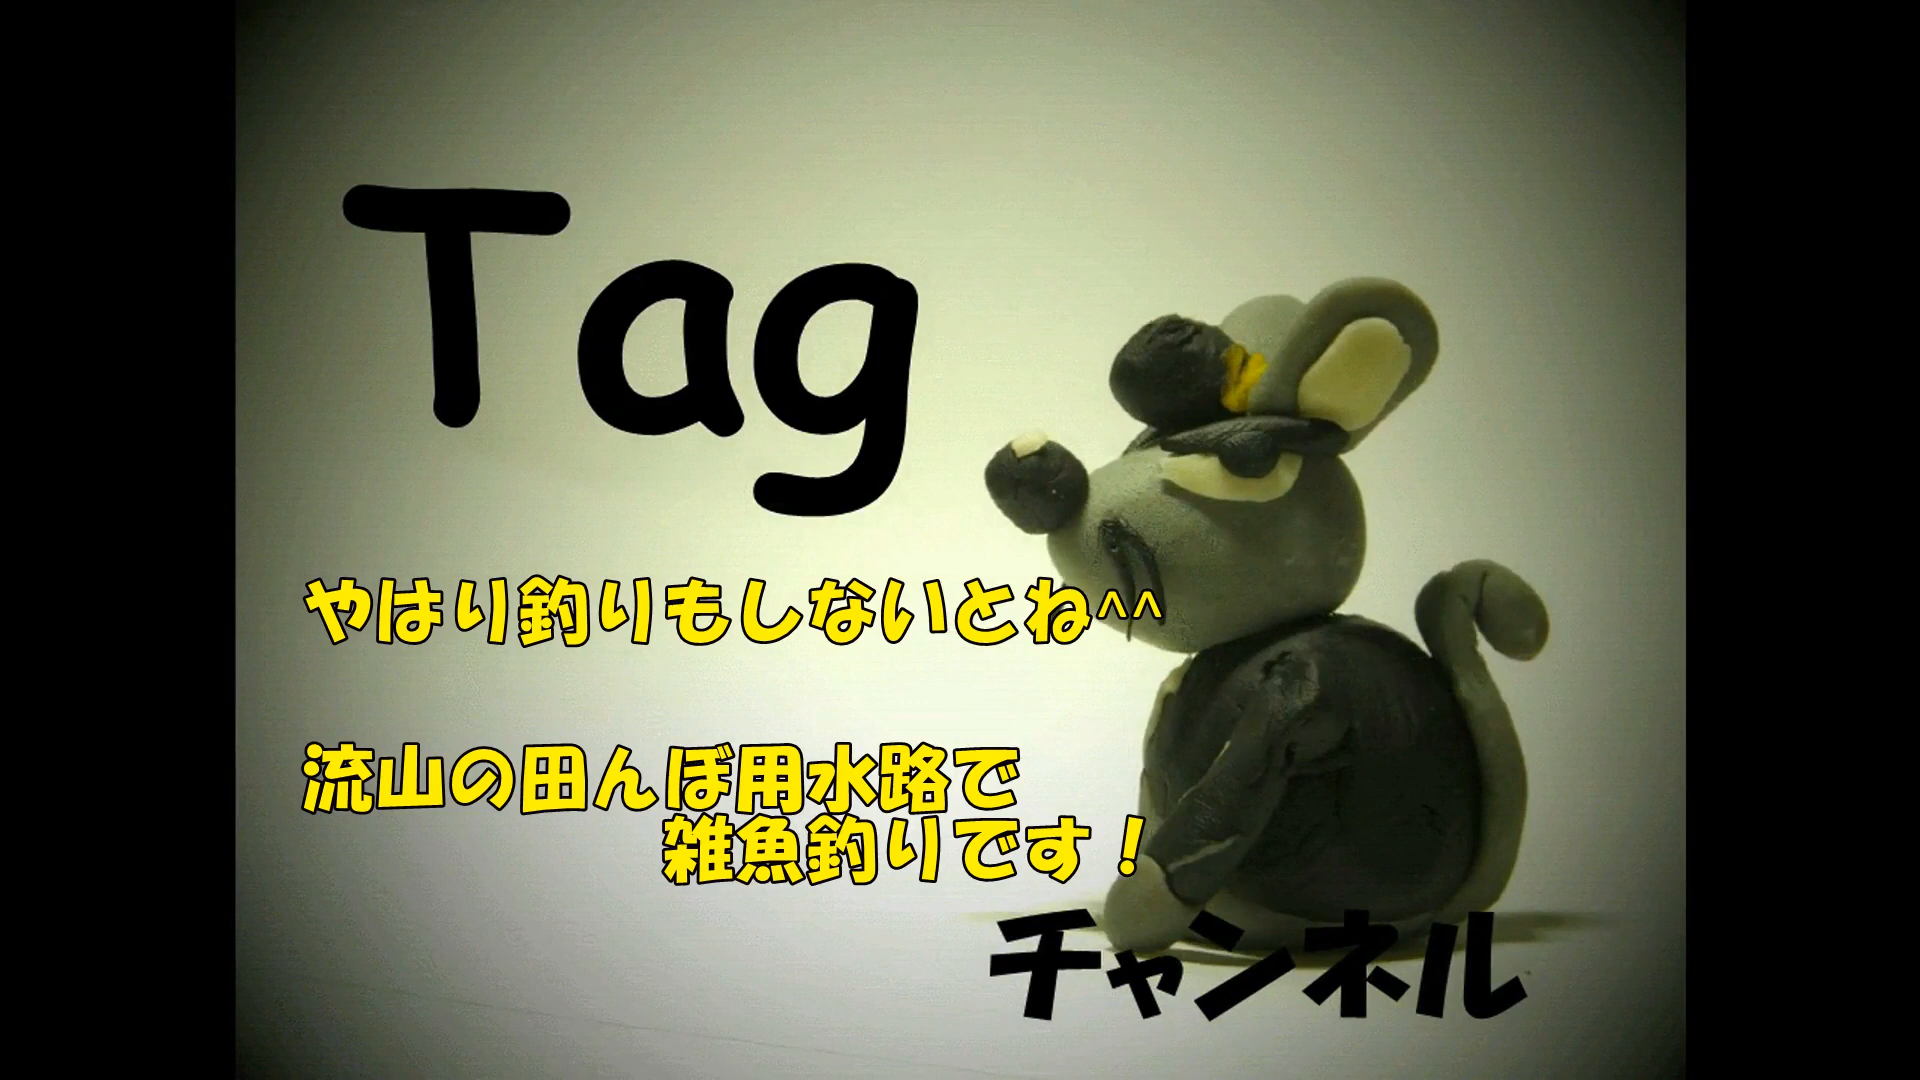 Tag
やはり釣りもしないとね^^
流山の田んぼ用水路で
雑魚釣りです！
チャンネル